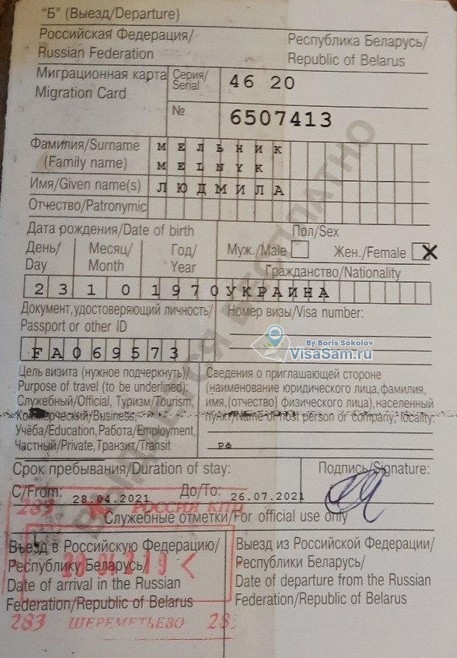 "Б" (Выезд/Departure)
Российская Федерация/
Russian Federation
Республика Беларусь/
Republic of Belarus
Миграционная карта
Migration Card
Серия/
Serial
46 20
№
6507413
Фамилия/Surname
(Family name)
МЕЛЬНИК
MELNYK
Имя/Given name(s)
ЛЮДМИЛА
Отчество/Patronymic
Дата рождения/Date of birth
Пол/Sex
День/
Day
Месяц/
Month
Год/
Year
Муж./Male
Жен./Female X
Гражданство/Nationality
23 10 1970 УКРАИНА
Документ, удостоверяющий личность/
Passport or other ID
Номер визы/Visa number:
FA069573
By Boris Sokolov
VisaSam.ru
Цель визита (нужное подчеркнуть)/
Purpose of travel (to be underlined):
Служебный/Official, Туризм/Tourism,
Коммерческий/Business,
Учёба/Education, Работа/Employment,
Частный/Private, Транзит/Transit
Сведения о приглашающей стороне
(наименование юридического лица, фамилия,
имя, (отчество) физического лица), населенный
пункт/Name of host person or company, locality:
РФ
Срок пребывания/Duration of stay:
Подпись/Signature:
С/From: 28.04.2021
До/To: 26.07.2021
283 РОССИЯ КПП
Служебные отметки/For official use only
Въезд в Российскую Федерацию/
Республику Беларусь/
Date of arrival in the Russian
Federation/Republic of Belarus
Выезд из Российской Федерации/
Республики Беларусь/
Date of departure from the Russian
Federation/Republic of Belarus
283 ШЕРЕМЕТЬЕВО
БЕСПЛАТНО